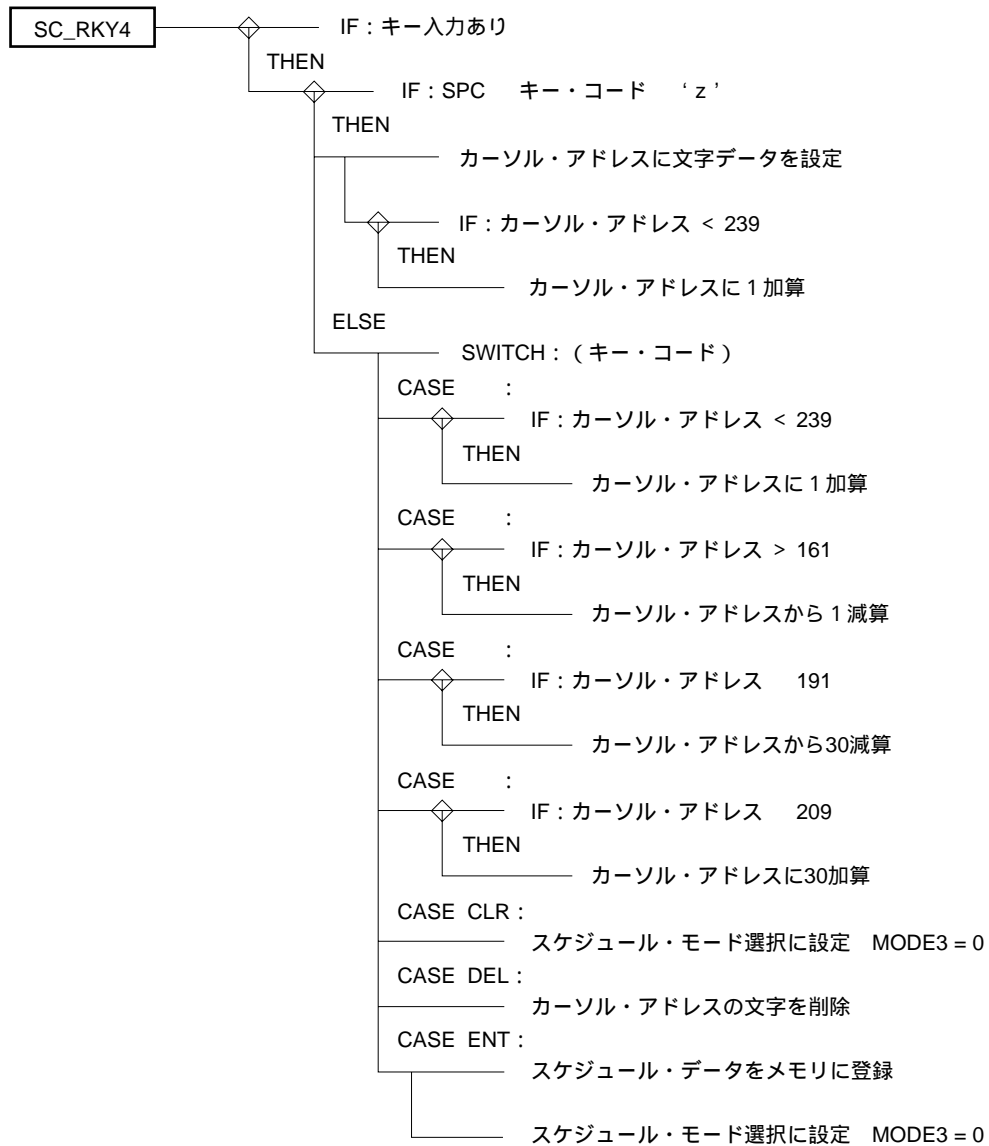 SC_RKY4
IF：キー入力あり
THEN
IF：SPC　キー・コード　‘ｚ’
THEN
カーソル・アドレスに文字データを設定
IF：カーソル・アドレス < 239
THEN
カーソル・アドレスに１加算
ELSE
SWITCH：（キー・コード）
CASE　　：
IF：カーソル・アドレス < 239
THEN
カーソル・アドレスに１加算
CASE　　：
IF：カーソル・アドレス > 161
THEN
カーソル・アドレスから１減算
CASE　　：
IF：カーソル・アドレス　191
THEN
カーソル・アドレスから30減算
CASE　　：
IF：カーソル・アドレス　209
THEN
カーソル・アドレスに30加算
CASE CLR：
スケジュール・モード選択に設定　MODE3 = 0
CASE DEL：
カーソル・アドレスの文字を削除
CASE ENT：
スケジュール・データをメモリに登録
スケジュール・モード選択に設定　MODE3 = 0